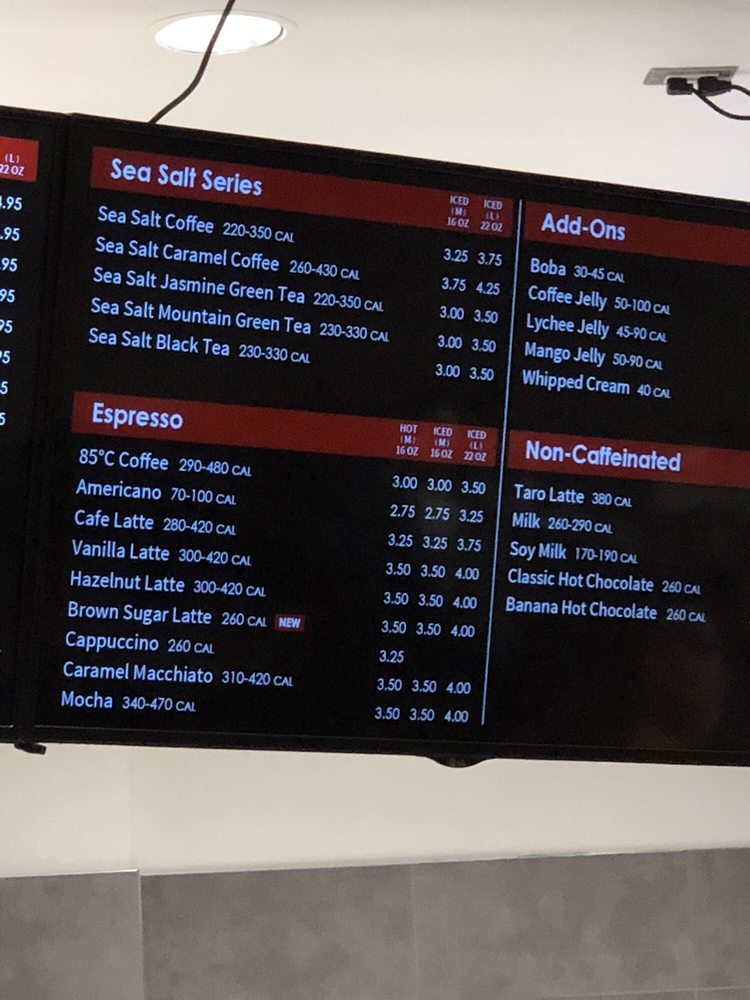 (L)
22 OZ
.95
.95
.95
95
95
5
5
5
Sea Salt Series
ICED ICED
(M) (L)
16 OZ 22 OZ
Sea Salt Coffee 220-350 CAL 3.25 3.75
Sea Salt Caramel Coffee 260-430 CAL 3.75 4.25
Sea Salt Jasmine Green Tea 220-350 CAL 3.00 3.50
Sea Salt Mountain Green Tea 230-330 CAL 3.00 3.50
Sea Salt Black Tea 230-330 CAL 3.00 3.50
Espresso
HOT ICED ICED
(M) (M) (L)
16 OZ 16 OZ 22 OZ
85°C Coffee 290-480 CAL 3.00 3.00 3.50
Americano 70-100 CAL 2.75 2.75 3.25
Cafe Latte 280-420 CAL 3.25 3.25 3.75
Vanilla Latte 300-420 CAL 3.50 3.50 4.00
Hazelnut Latte 300-420 CAL 3.50 3.50 4.00
Brown Sugar Latte 260 CAL NEW 3.50 3.50 4.00
Cappuccino 260 CAL 3.25
Caramel Macchiato 310-420 CAL 3.50 3.50 4.00
Mocha 340-470 CAL 3.50 3.50 4.00
Add-Ons
Boba 30-45 CAL
Coffee Jelly 50-100 CAL
Lychee Jelly 45-90 CAL
Mango Jelly 50-90 CAL
Whipped Cream 40 CAL
Non-Caffeinated
Taro Latte 380 CAL
Milk 260-290 CAL
Soy Milk 170-190 CAL
Classic Hot Chocolate 260 CAL
Banana Hot Chocolate 260 CAL